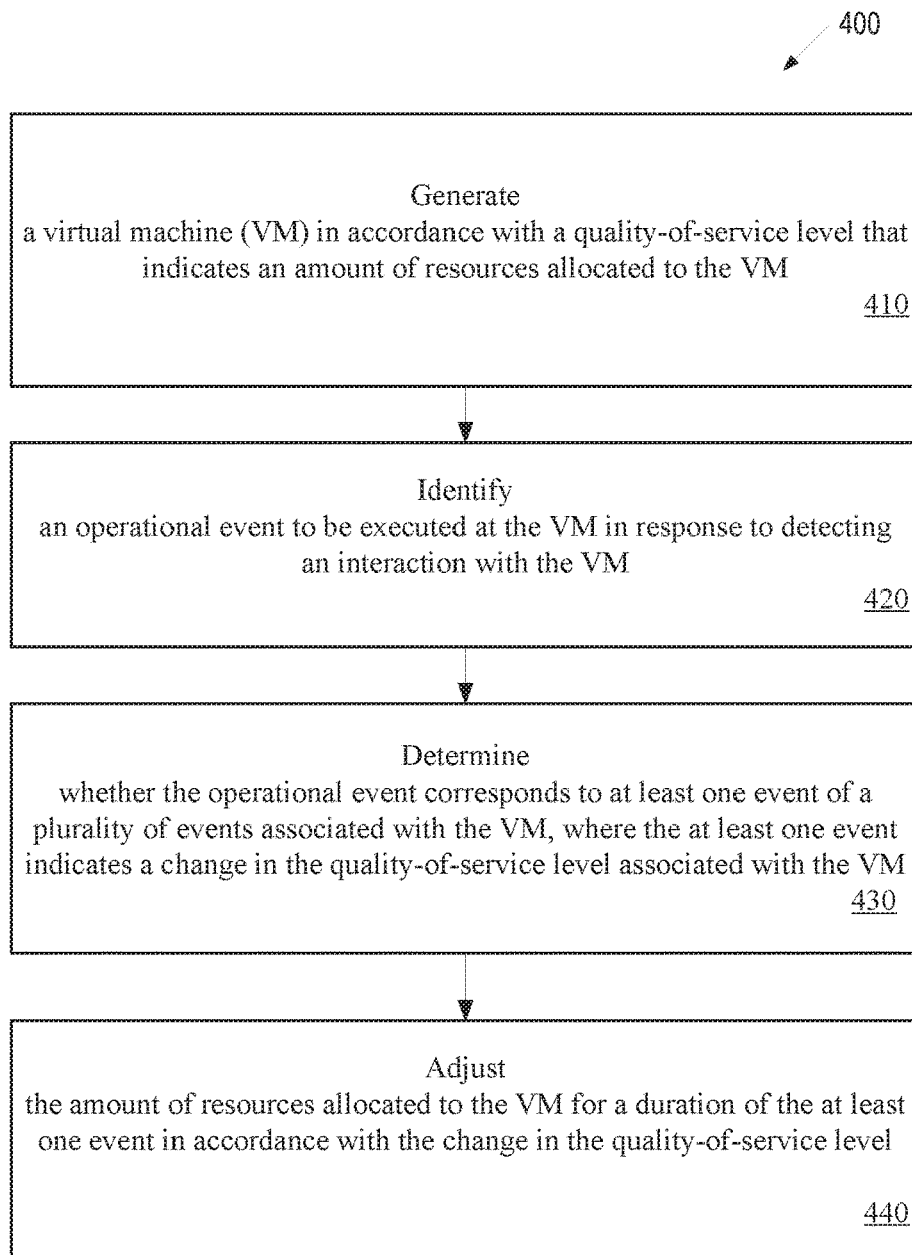 400
Generate
a virtual machine (VM) in accordance with a quality-of-service level that
indicates an amount of resources allocated to the VM
410
Identify
an operational event to be executed at the VM in response to detecting
an interaction with the VM
420
Determine
whether the operational event corresponds to at least one event of a
plurality of events associated with the VM, where the at least one event
indicates a change in the quality-of-service level associated with the VM
430
Adjust
the amount of resources allocated to the VM for a duration of the at least
one event in accordance with the change in the quality-of-service level
440